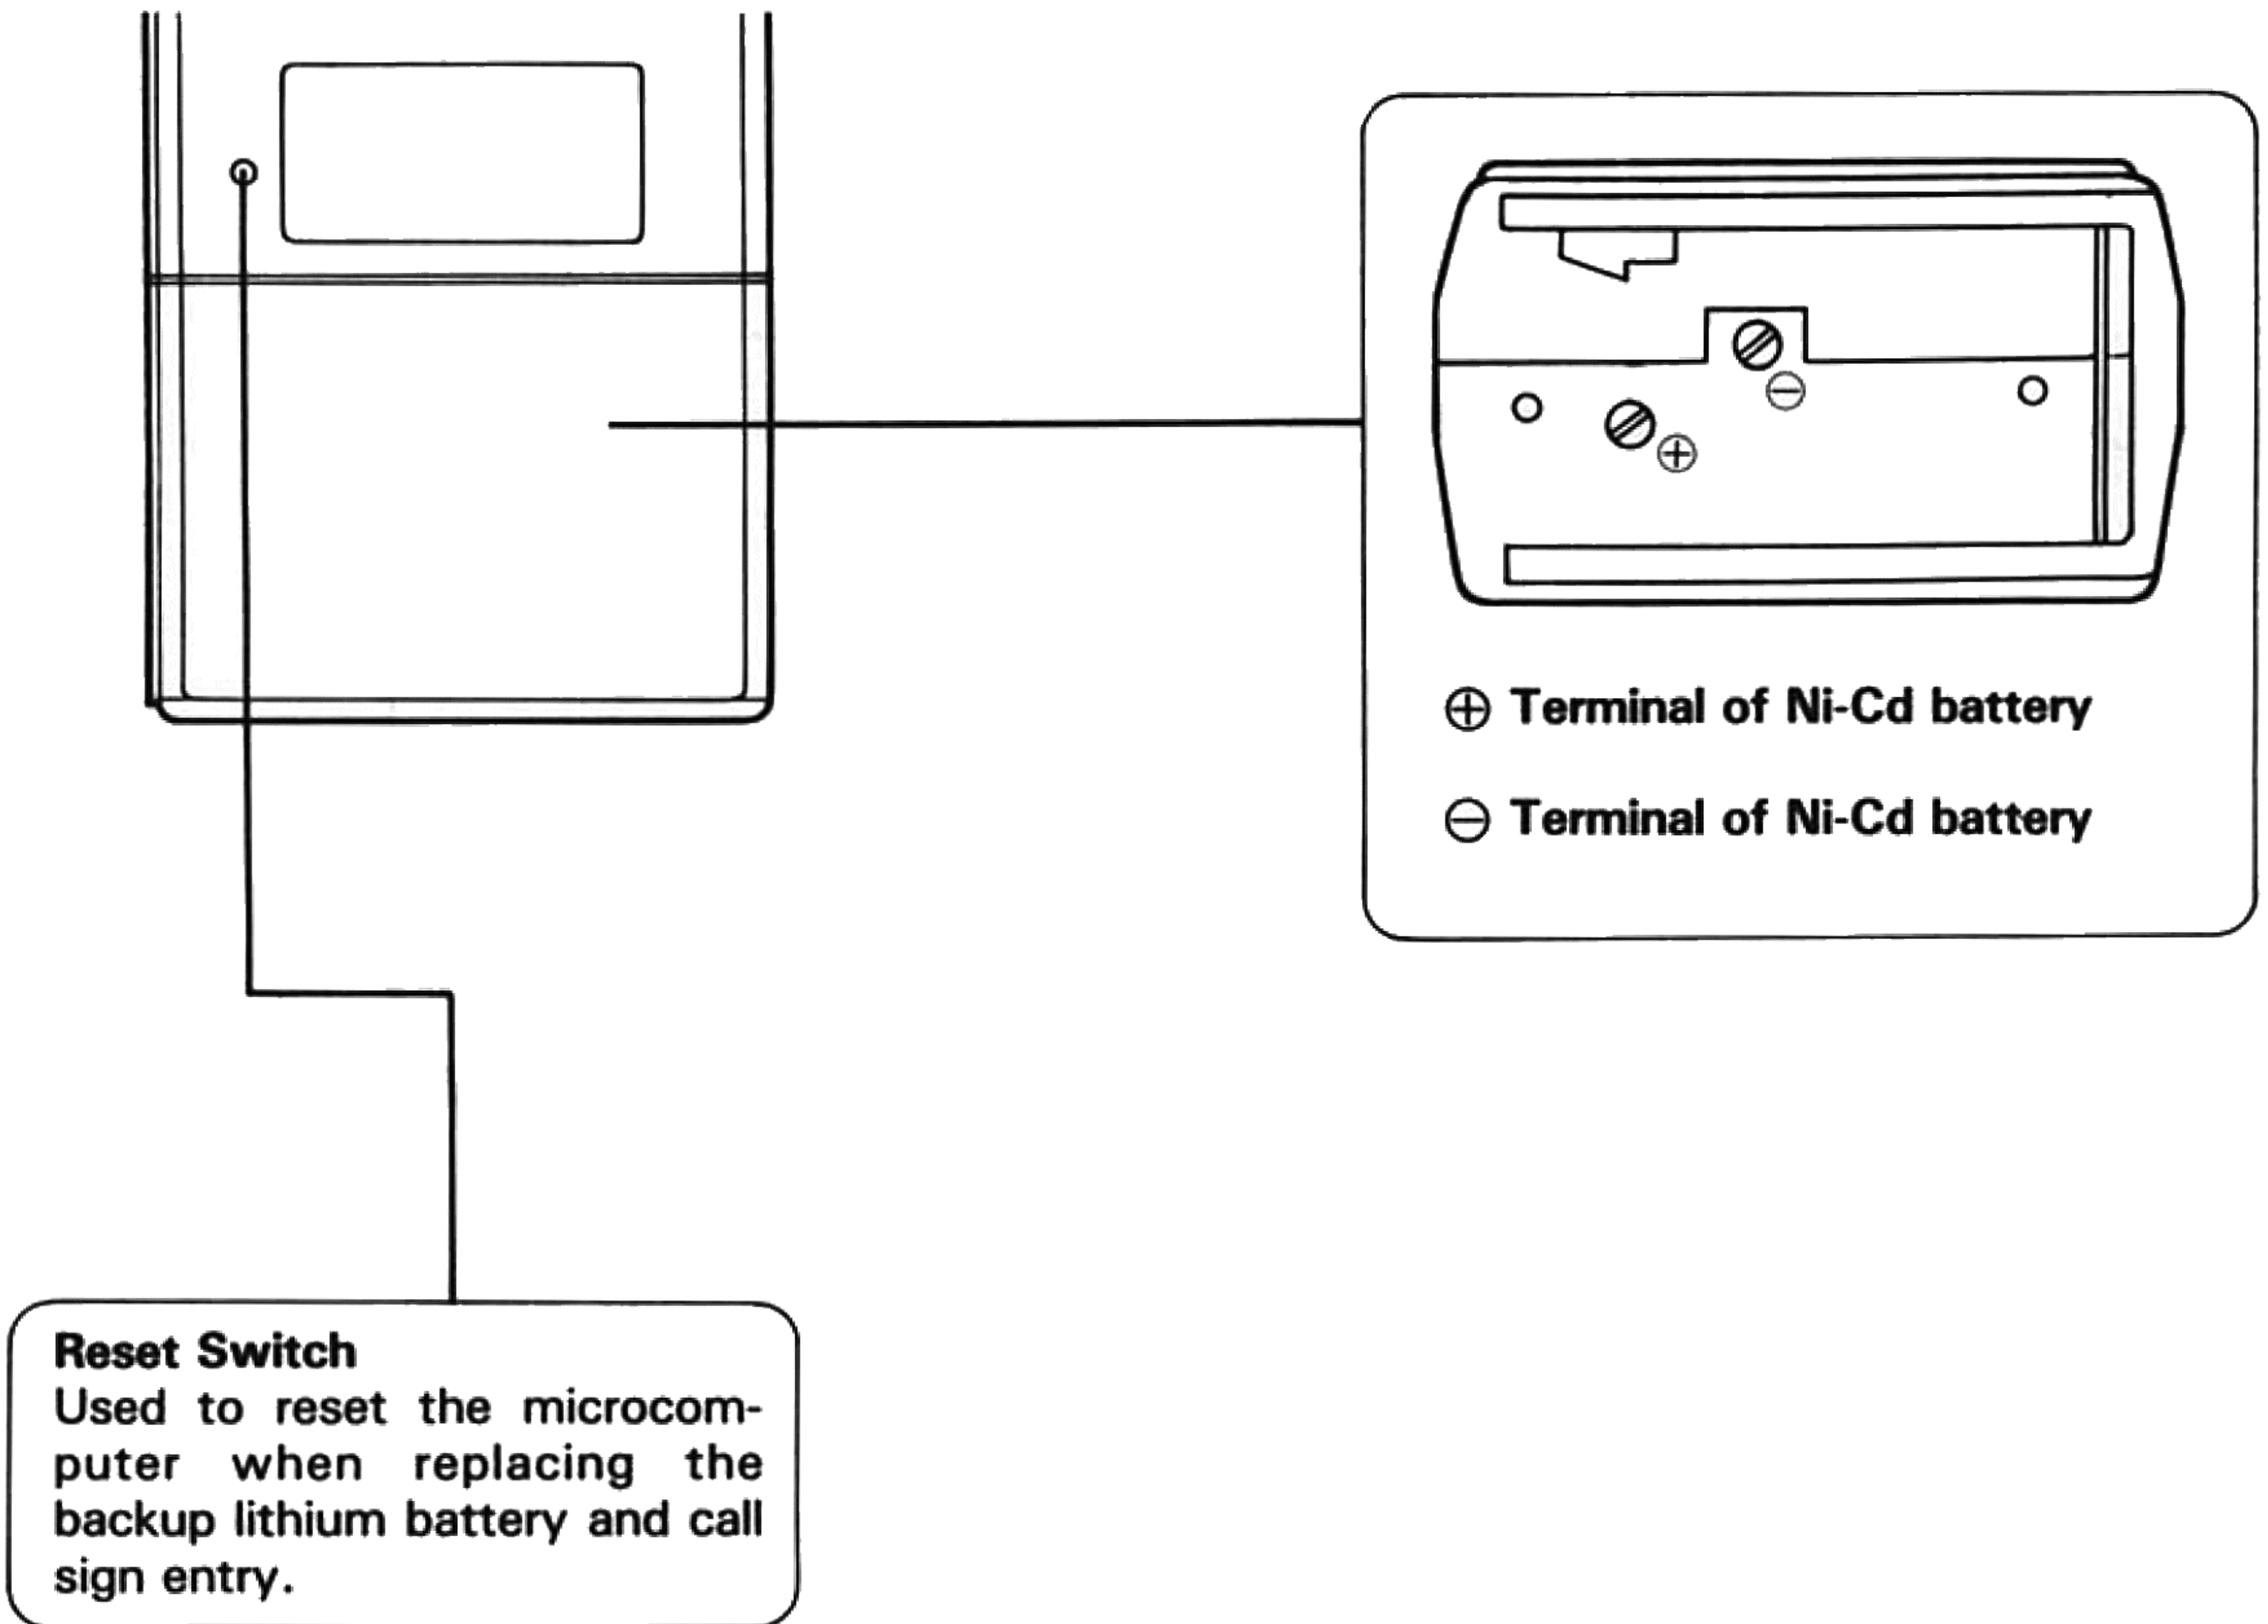 ⊖
⊕
⊕ Terminal of Ni-Cd battery
⊖ Terminal of Ni-Cd battery
Reset Switch
Used to reset the microcom-
puter when replacing the
backup lithium battery and call
sign entry.